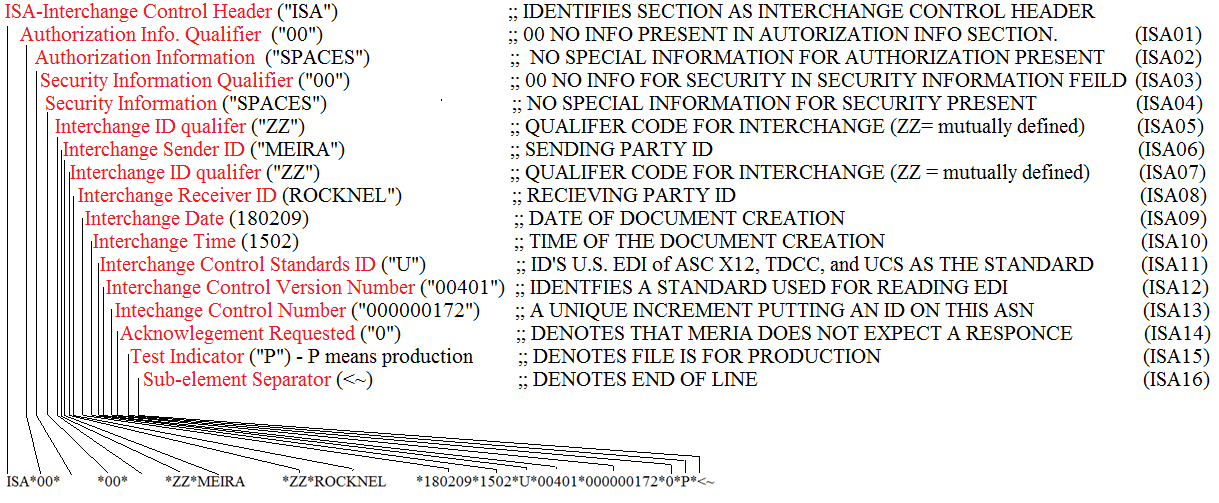 ISA-Interchange Control Header ("ISA") ;; IDENTIFIES SECTION AS INTERCHANGE CONTROL HEADER
Authorization Info. Qualifier ("00") ;; 00 NO INFO PRESENT IN AUTORIZATION INFO SECTION. (ISA01)
Authorization Information ("SPACES") ;; NO SPECIAL INFORMATION FOR AUTHORIZATION PRESENT (ISA02)
Security Information Qualifier ("00") ;; 00 NO INFO FOR SECURITY IN SECURITY INFORMATION FEILD (ISA03)
Security Information ("SPACES") ;; NO SPECIAL INFORMATION FOR SECURITY PRESENT (ISA04)
Interchange ID qualifer ("ZZ") ;; QUALIFER CODE FOR INTERCHANGE (ZZ= mutually defined) (ISA05)
Interchange Sender ID ("MEIRA") ;; SENDING PARTY ID (ISA06)
Interchange ID qualifer ("ZZ") ;; QUALIFER CODE FOR INTERCHANGE (ZZ = mutually defined) (ISA07)
Interchange Receiver ID (ROCKNEL") ;; RECIEVING PARTY ID (ISA08)
Interchange Date (180209) ;; DATE OF DOCUMENT CREATION (ISA09)
Interchange Time (1502) ;; TIME OF THE DOCUMENT CREATION (ISA10)
Interchange Control Standards ID ("U") ;; ID'S U.S. EDI of ASC X12, TDCC, and UCS AS THE STANDARD (ISA11)
Interchange Control Version Number ("00401") ;; IDENTFIES A STANDARD USED FOR READING EDI (ISA12)
Intechange Control Number ("000000172") ;; A UNIQUE INCREMENT PUTTING AN ID ON THIS ASN (ISA13)
Acknowlegement Requested ("0") ;; DENOTES THAT MERIA DOES NOT EXPECT A RESPONCE (ISA14)
Test Indicator ("P") - P means production ;; DENOTES FILE IS FOR PRODUCTION (ISA15)
Sub-element Separator (<~) ;; DENOTES END OF LINE (ISA16)
ISA*00* *00* *ZZ*MEIRA *ZZ*ROCKNEL *180209*1502*U*00401*000000172*0*P*<~